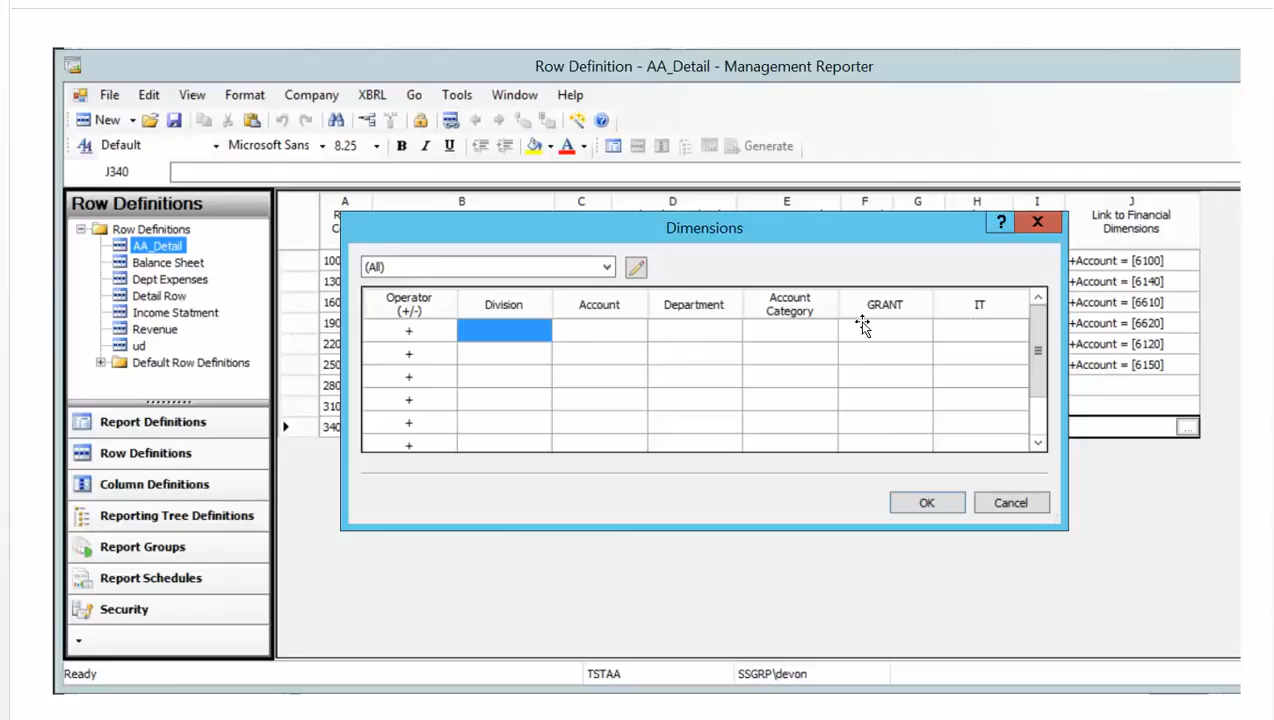 Row Definition - AA_Detail - Management Reporter
File Edit View Format Company XBRL Go Tools Window Help
New
Default Microsoft Sans 8.25 B I U A Generate
J340
Row Definitions
Row Definitions
AA_Detail
Balance Sheet
Dept Expenses
Detail Row
Income Statment
Revenue
ud
Default Row Definitions
Report Definitions
Row Definitions
Column Definitions
Reporting Tree Definitions
Report Groups
Report Schedules
Security
A B C D E F G H I J
Link to Financial
Dimensions
100 +Account = [6100]
130 +Account = [6140]
160 +Account = [6610]
190 +Account = [6620]
220 +Account = [6120]
250 +Account = [6150]
280
310
340 ...
Dimensions ? X
(All)
Operator
(+/-) Division Account Department Account
Category GRANT IT
+
+
+
+
+
+
OK Cancel
Ready TSTAA SSGRP\devon